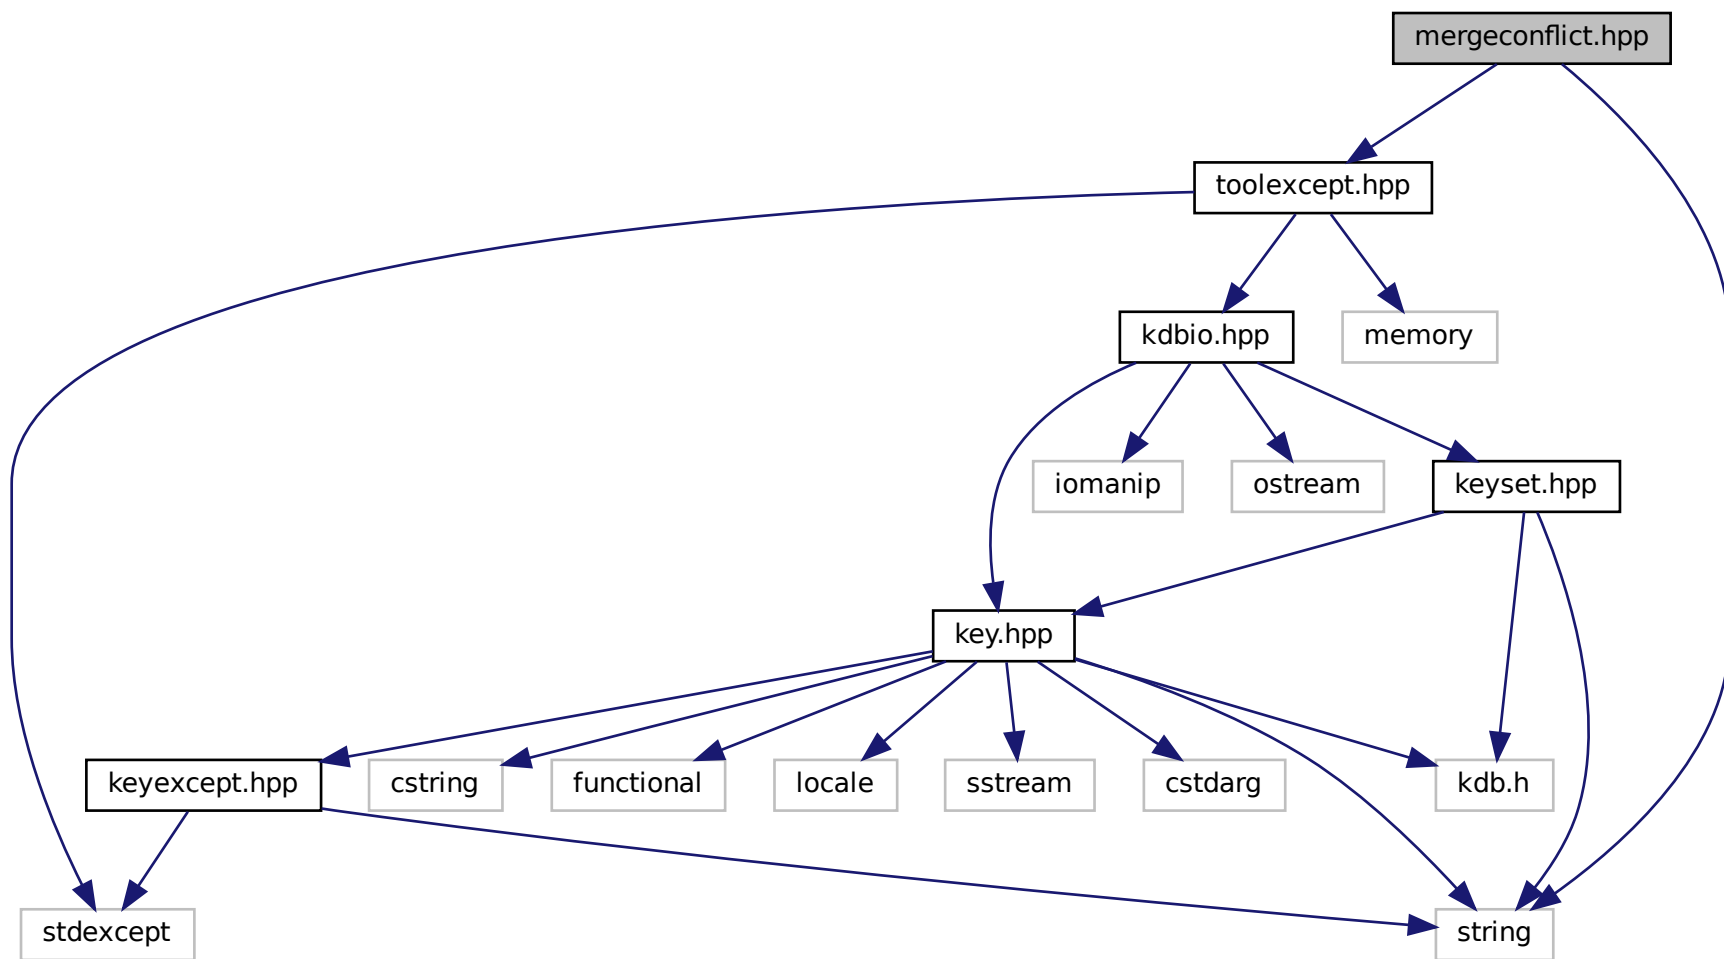 mergeconflict.hpp
toolexcept.hpp
kdbio.hpp
memory
iomanip
ostream
keyset.hpp
key.hpp
keyexcept.hpp
cstring
functional
locale
sstream
cstdarg
kdb.h
stdexcept
string